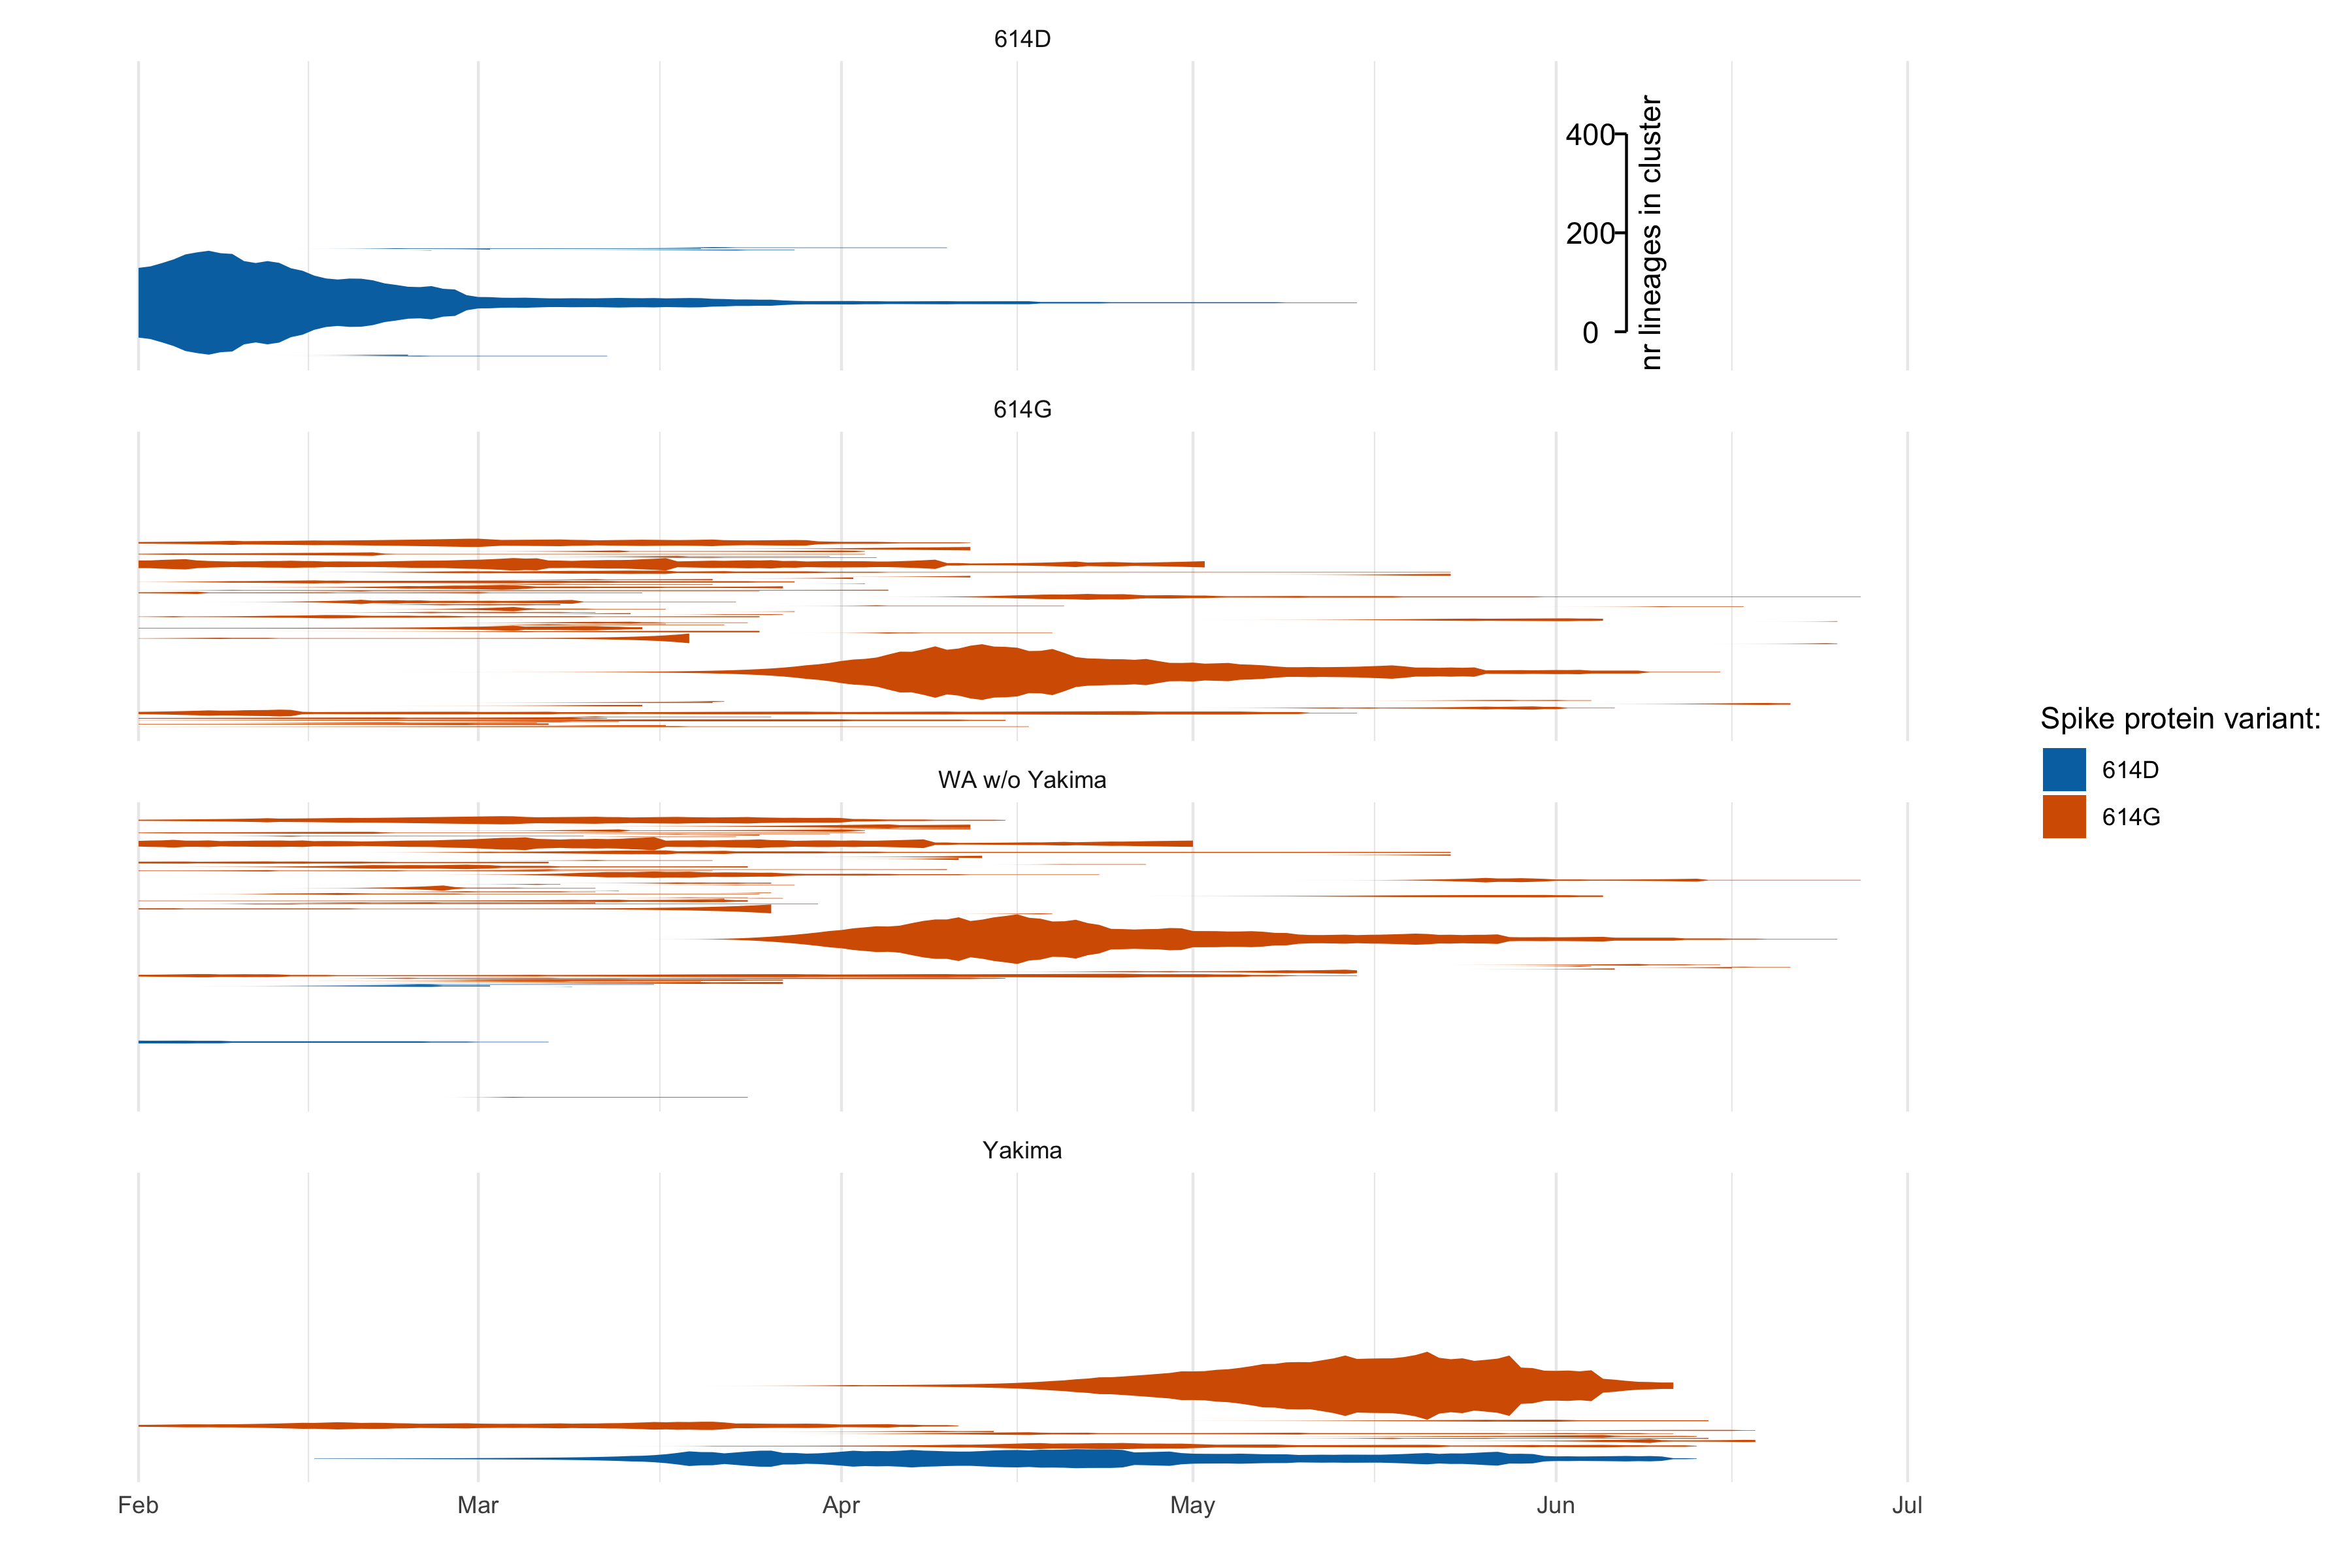 614D
400
200
0
nr lineages in cluster
614G
WA w/o Yakima
Yakima
Feb Mar Apr May Jun Jul
Spike protein variant:
614D
614G